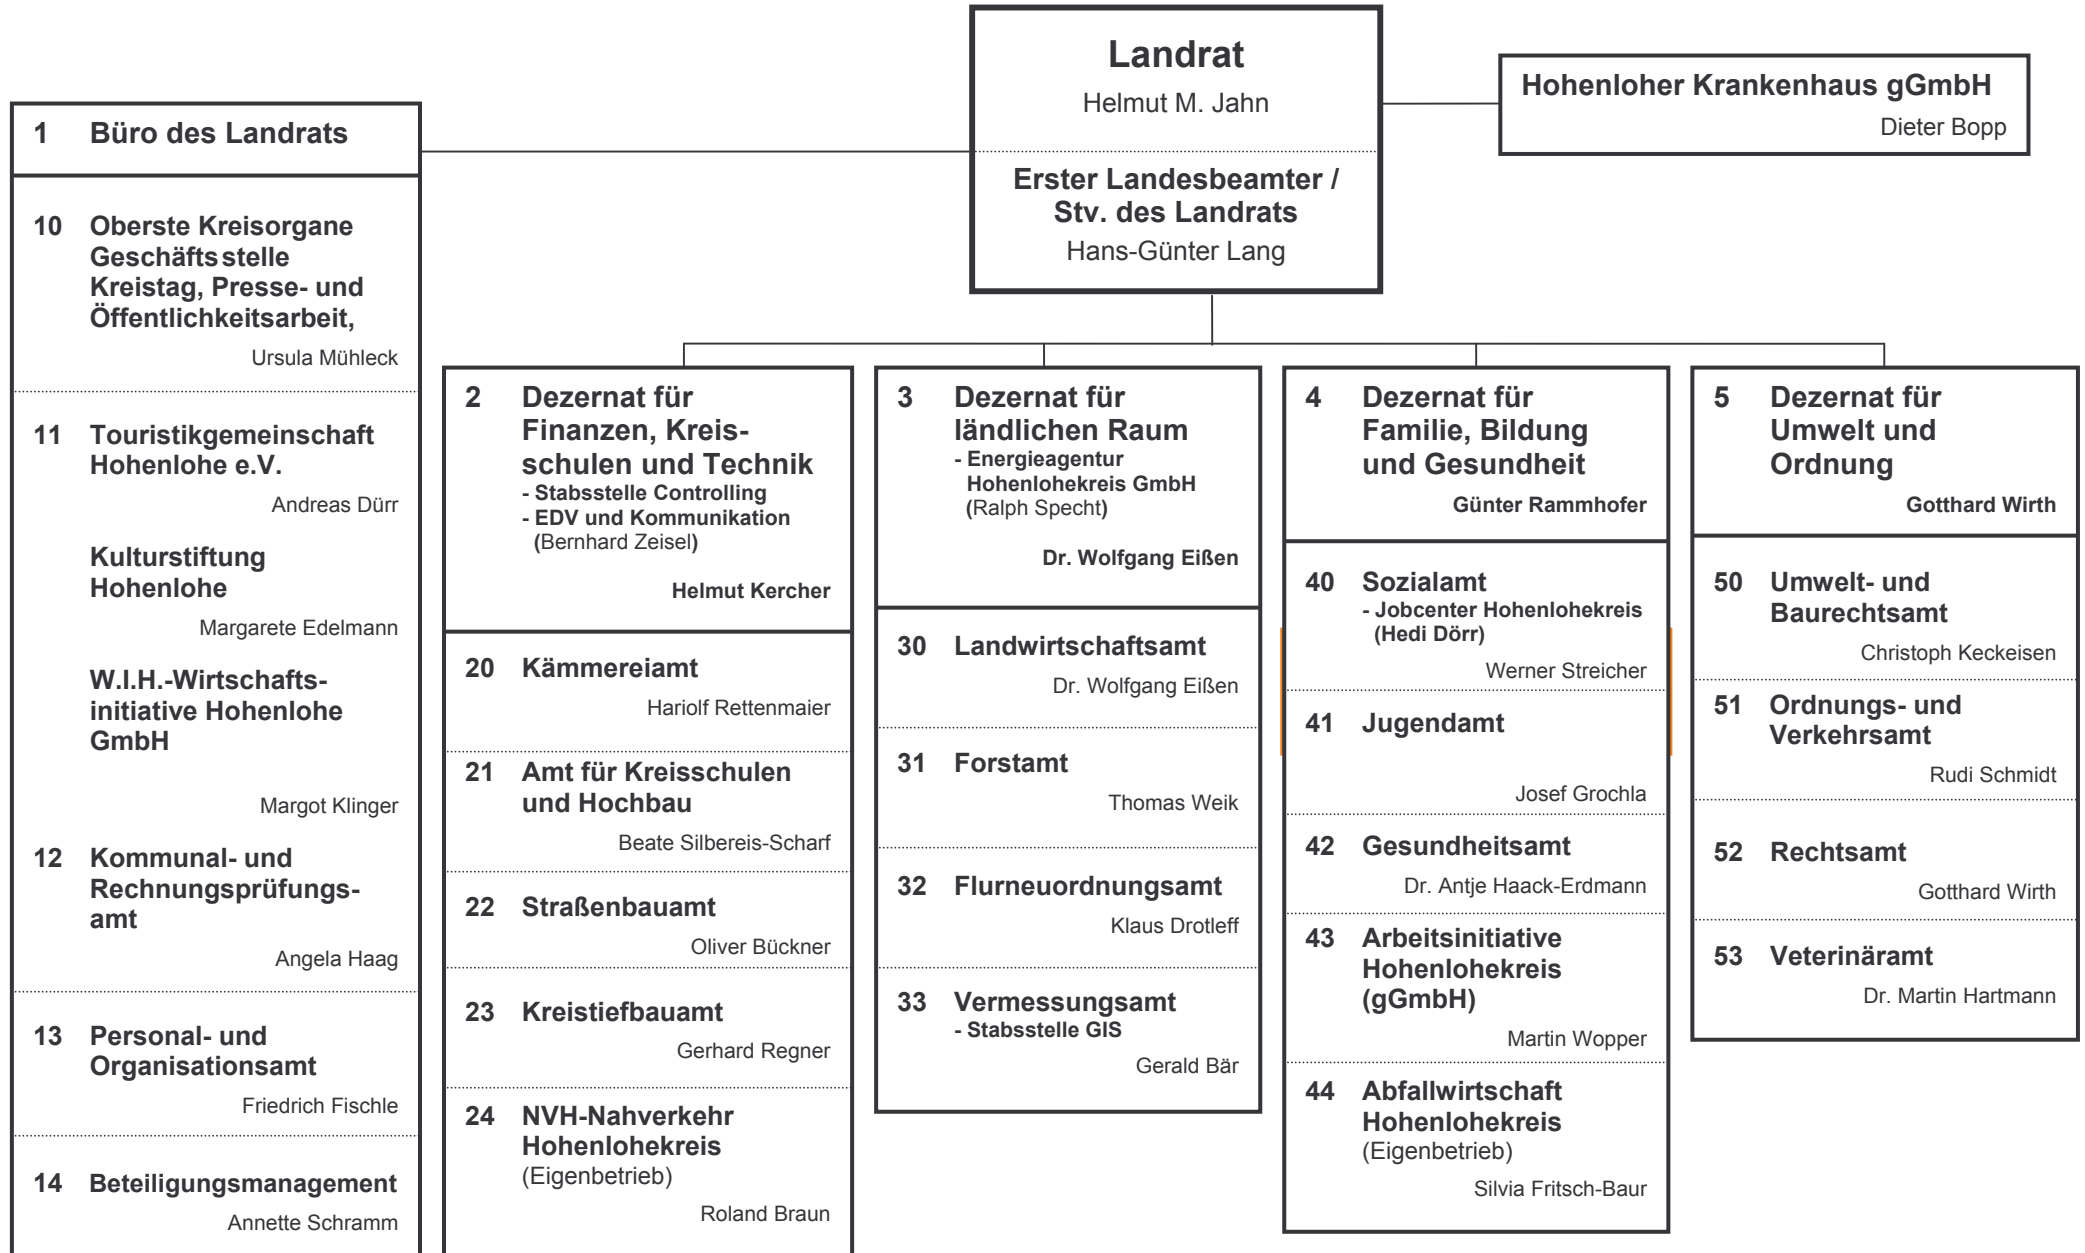 Landrat
Helmut M. Jahn
Erster Landesbeamter /
Stv. des Landrats
Hans-Günter Lang
Hohenloher Krankenhaus gGmbH
Dieter Bopp
1 Büro des Landrats
10 Oberste Kreisorgane
Geschäftsstelle
Kreistag, Presse- und
Öffentlichkeitsarbeit,
Ursula Mühleck
11 Touristikgemeinschaft
Hohenlohe e.V.
Andreas Dürr
Kulturstiftung
Hohenlohe
Margarete Edelmann
W.I.H.-Wirtschafts-
initiative Hohenlohe
GmbH
Margot Klinger
12 Kommunal- und
Rechnungsprüfungs-
amt
Angela Haag
13 Personal- und
Organisationsamt
Friedrich Fischle
14 Beteiligungsmanagement
Annette Schramm
2 Dezernat für
Finanzen, Kreis-
schulen und Technik
- Stabsstelle Controlling
- EDV und Kommunikation
(Bernhard Zeisel)
Helmut Kercher
20 Kämmereiamt
Hariolf Rettenmaier
21 Amt für Kreisschulen
und Hochbau
Beate Silbereis-Scharf
22 Straßenbauamt
Oliver Bückner
23 Kreistiefbauamt
Gerhard Regner
24 NVH-Nahverkehr
Hohenlohekreis
(Eigenbetrieb)
Roland Braun
3 Dezernat für
ländlichen Raum
- Energieagentur
Hohenlohekreis GmbH
(Ralph Specht)
Dr. Wolfgang Eißen
30 Landwirtschaftsamt
Dr. Wolfgang Eißen
31 Forstamt
Thomas Weik
32 Flurneuordnungsamt
Klaus Drotleff
33 Vermessungsamt
- Stabsstelle GIS
Gerald Bär
4 Dezernat für
Familie, Bildung
und Gesundheit
Günter Rammhofer
40 Sozialamt
- Jobcenter Hohenlohekreis
(Hedi Dörr)
Werner Streicher
41 Jugendamt
Josef Grochla
42 Gesundheitsamt
Dr. Antje Haack-Erdmann
43 Arbeitsinitiative
Hohenlohekreis
(gGmbH)
Martin Wopper
44 Abfallwirtschaft
Hohenlohekreis
(Eigenbetrieb)
Silvia Fritsch-Baur
5 Dezernat für
Umwelt und
Ordnung
Gotthard Wirth
50 Umwelt- und
Baurechtsamt
Christoph Keckeisen
51 Ordnungs- und
Verkehrsamt
Rudi Schmidt
52 Rechtsamt
Gotthard Wirth
53 Veterinäramt
Dr. Martin Hartmann